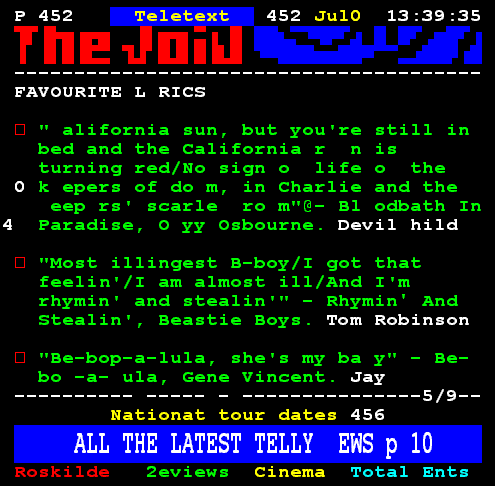 P 452 Teletext 452 Jul0 13:39:35
The Joiu
FAVOURITE L RICS
" alifornia sun, but you're still in
bed and the California r n is
turning red/No sign o life o the
0 k epers of do m, in Charlie and the
eep rs' scarle ro m"@- Bl odbath In
4 Paradise, O yy Osbourne. Devil hild
"Most illingest B-boy/I got that
feelin'/I am almost ill/And I'm
rhymin' and stealin'" - Rhymin' And
Stealin', Beastie Boys. Tom Robinson
"Be-bop-a-lula, she's my ba y" - Be-
bo -a- ula, Gene Vincent. Jay
5/9
Nationat tour dates 456
ALL THE LATEST TELLY EWS p 10
Roskilde 2eviews Cinema Total Ents